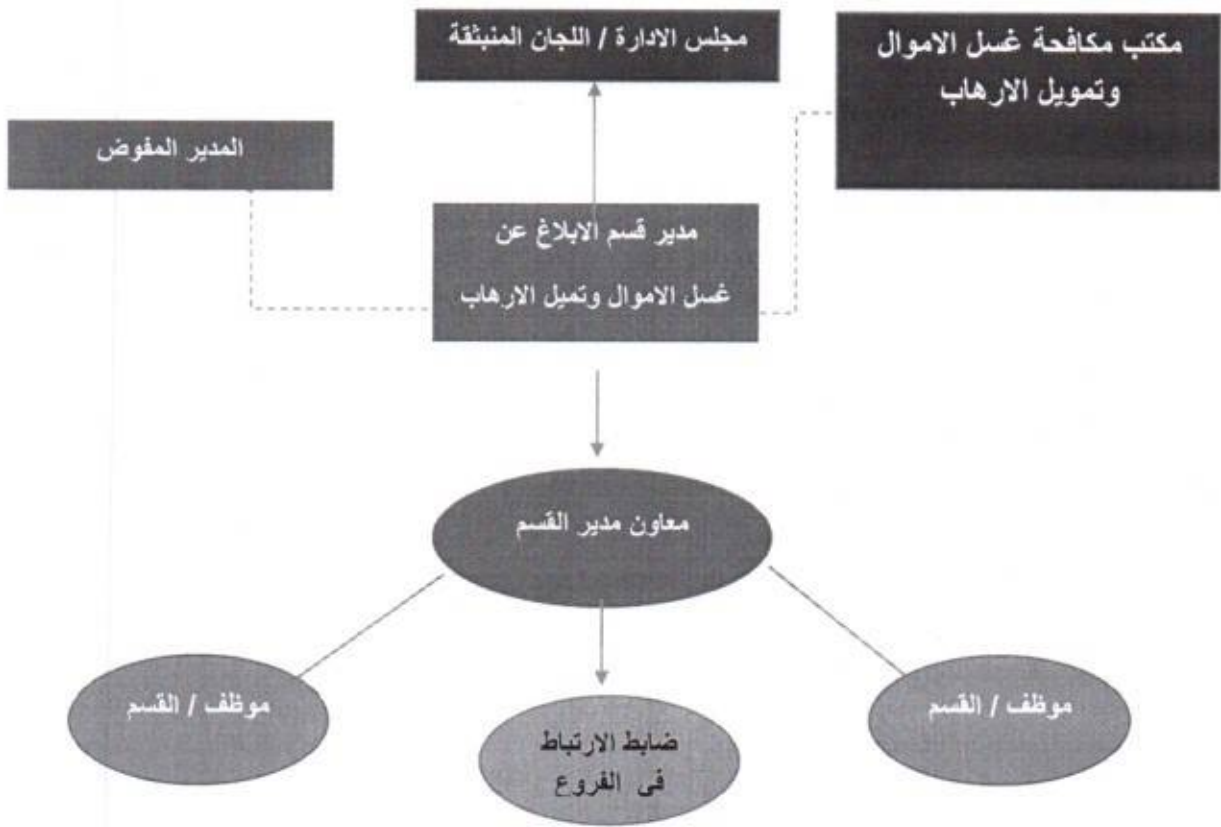 مجلس الادارة / اللجان المنبثقة
مكتب مكافحة غسل الاموال
وتمويل الارهاب
المدير المفوض
مدير قسم الابلاغ عن
غسل الاموال وتميل الارهاب
معاون مدير القسم
موظف / القسم
ضابط الارتباط
فى الفروع
موظف / القسم